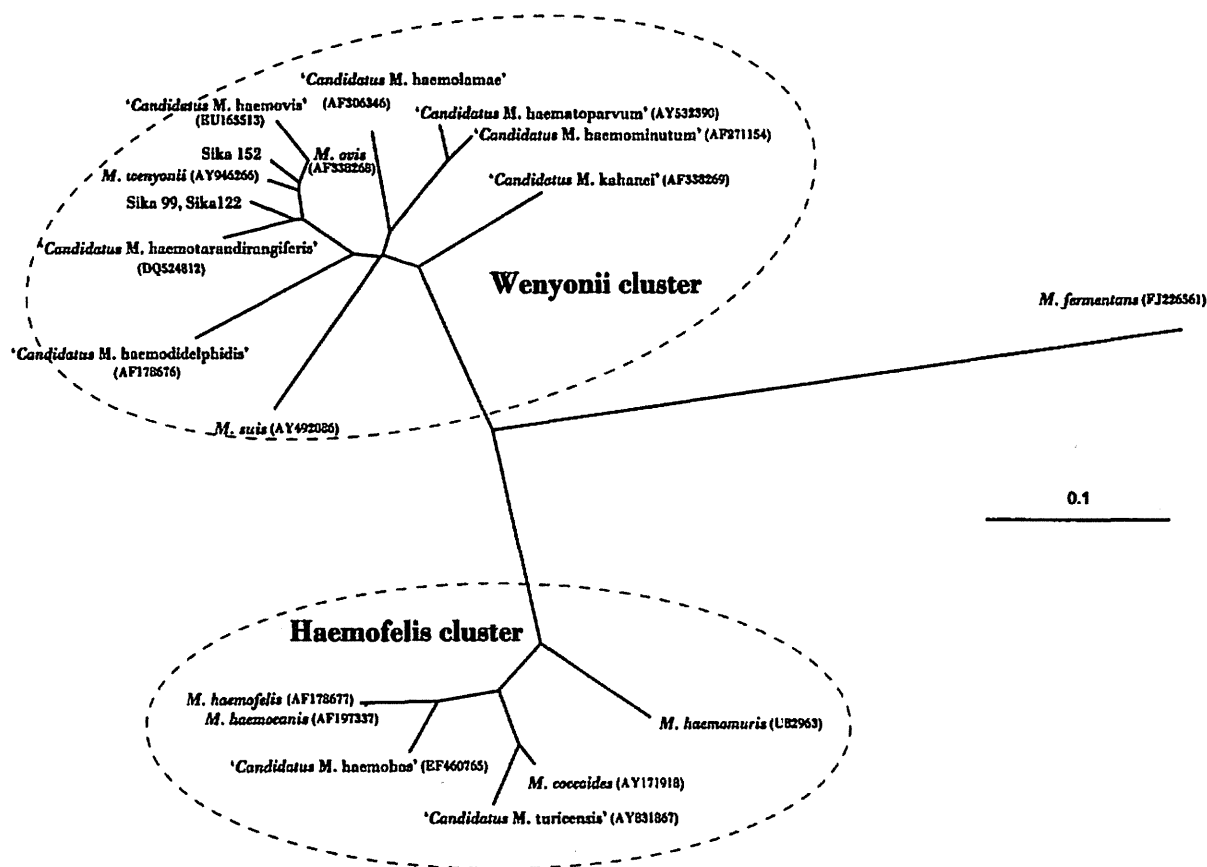 'Candidatus M. haemolamae'
(AF306346)
'Candidatus M. haemovis'
(EU165513)
'Candidatus M. haematoparvum' (AY532390)
'Candidatus M. haemominutum' (AF271154)
Sika 152
M. ovis
(AF338268)
M. wenyonii (AY946266)
'Candidatus M. kahanei' (AF338269)
Sika 99, Sika122
'Candidatus M. haemotarandirangiferis'
(DQ524812)
Wenyonii cluster
M. fermentans (FJ226561)
'Candidatus M. haemodidelphidis'
(AF178676)
M. suis (AY492086)
0.1
Haemofelis cluster
M. haemofelis (AF178677)
M. haemocanis (AF197337)
M. haemomuris (U82963)
'Candidatus M. haemobos' (EF460765)
M. coccoides (AY171918)
'Candidatus M. turicensis' (AY831867)